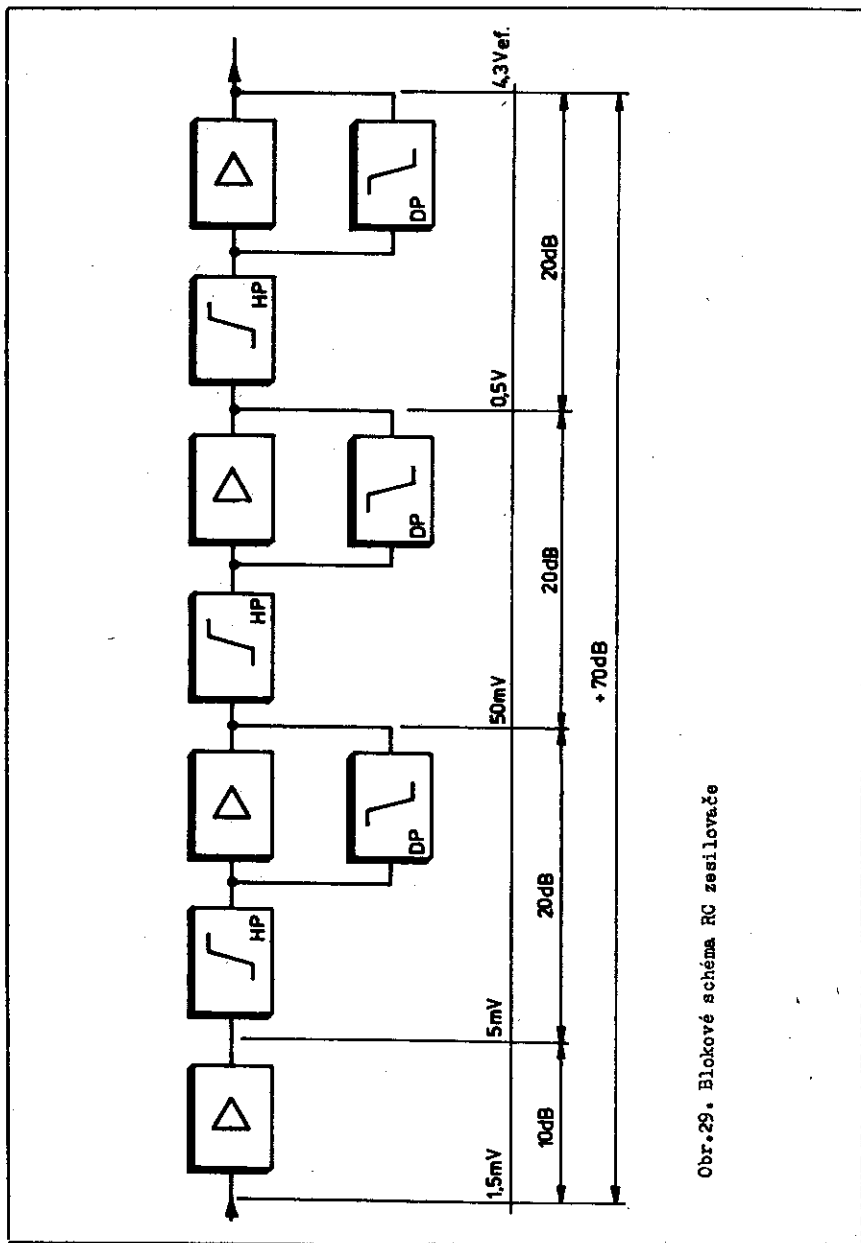 HP
HP
HP
DP
DP
DP
1,5mV
5mV
50mV
0,5V
4,3Vef.
10dB
20dB
20dB
20dB
+70dB
Obr.29. Blokové schéma RC zesilovače